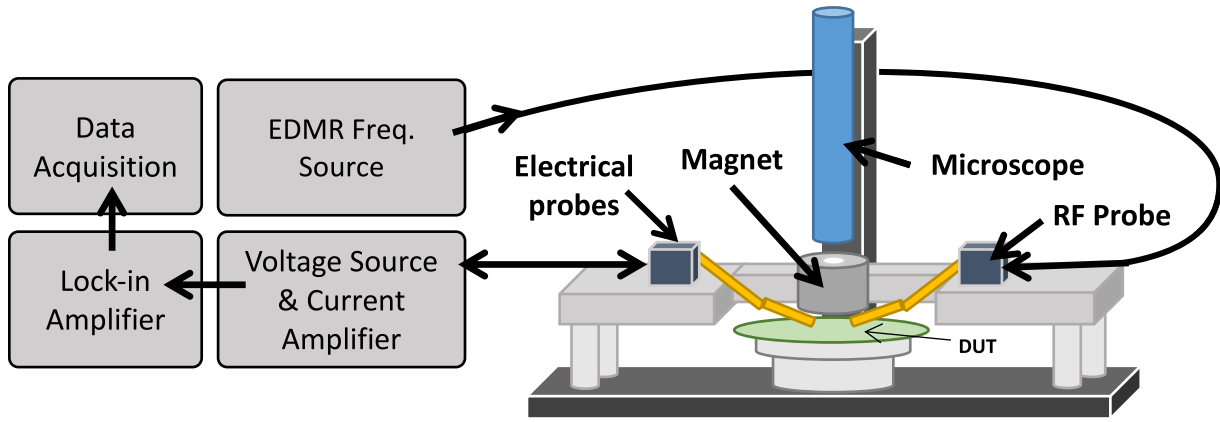 Data
Acquisition
EDMR Freq.
Source
Lock-in
Amplifier
Voltage Source
& Current
Amplifier
Electrical
probes
Magnet
Microscope
RF Probe
DUT